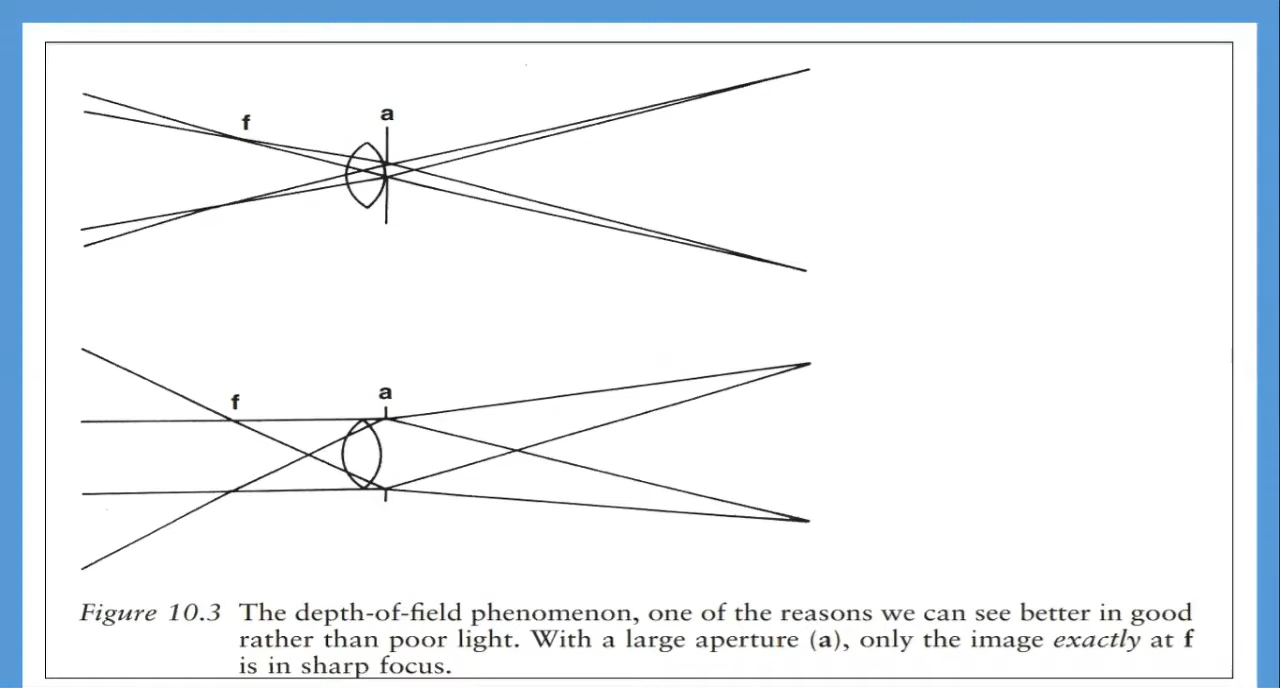 f
a
f
a
Figure 10.3 The depth-of-field phenomenon, one of the reasons we can see better in good
rather than poor light. With a large aperture (a), only the image exactly at f
is in sharp focus.